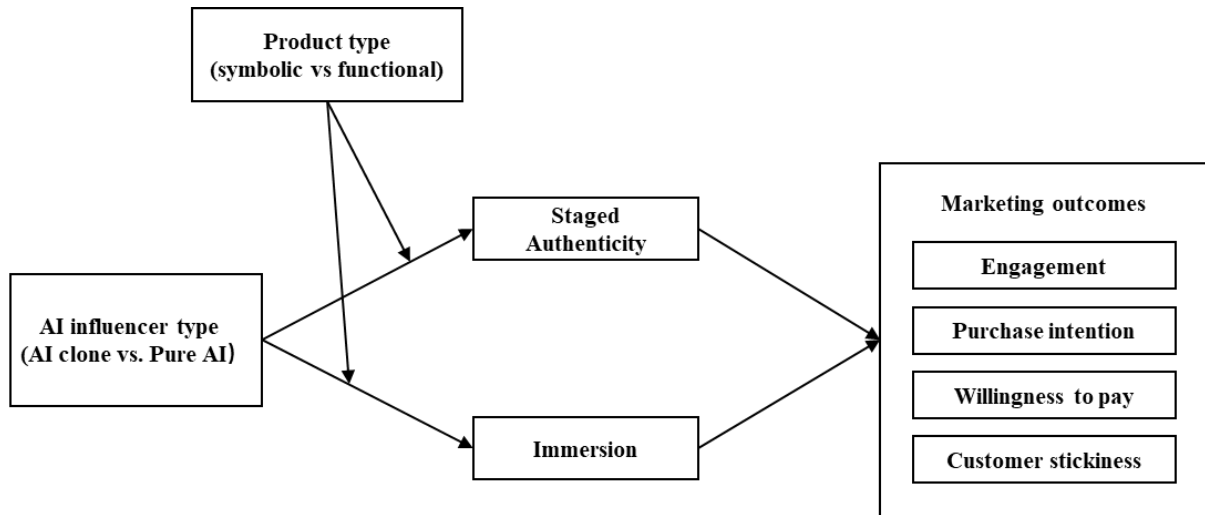 Product type
(symbolic vs functional)
Staged
Authenticity
Marketing outcomes
Engagement
AI influencer type
(AI clone vs. Pure AI）
Purchase intention
Willingness to pay
Immersion
Customer stickiness